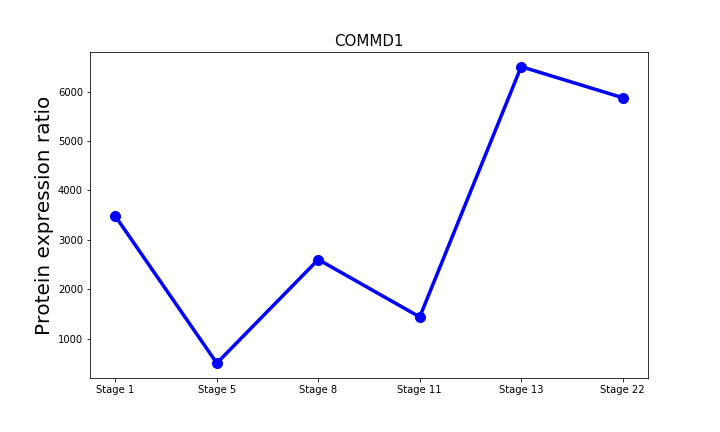 COMMD1
Protein expression ratio
6000
5000
4000
3000
2000
1000
Stage 1 Stage 5 Stage 8 Stage 11 Stage 13 Stage 22